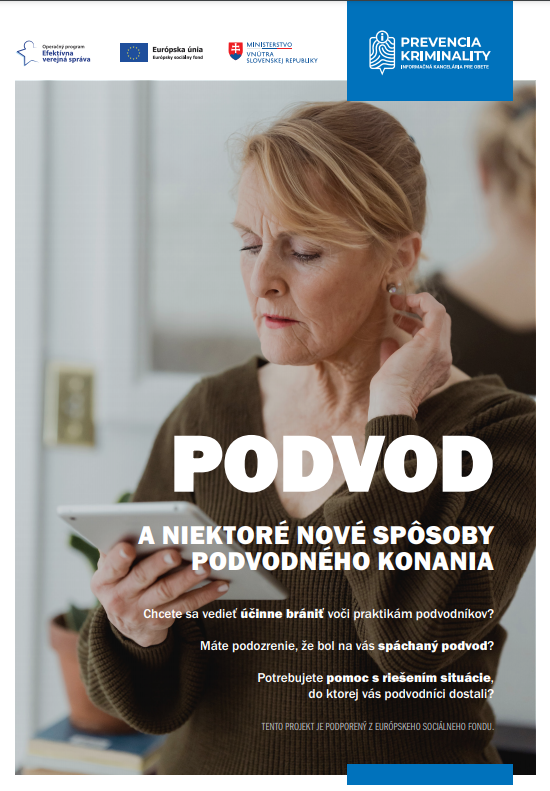 Operačný program
Efektívna
verejná správa
Európska únia
Európsky sociálny fond
MINISTERSTVO
VNÚTRA
SLOVENSKEJ REPUBLIKY
PREVENCIA
KRIMINALITY
INFORMAČNÁ KANCELÁRIA PRE OBETE
PODVOD
A NIEKTORÉ NOVÉ SPÔSOBY
PODVODNÉHO KONANIA
Chcete sa vedieť účinne brániť voči praktikám podvodníkov?
Máte podozrenie, že bol na vás spáchaný podvod?
Potrebujete pomoc s riešením situácie,
do ktorej vás podvodníci dostali?
TENTO PROJEKT JE PODPORENÝ Z EURÓPSKEHO SOCIÁLNEHO FONDU.